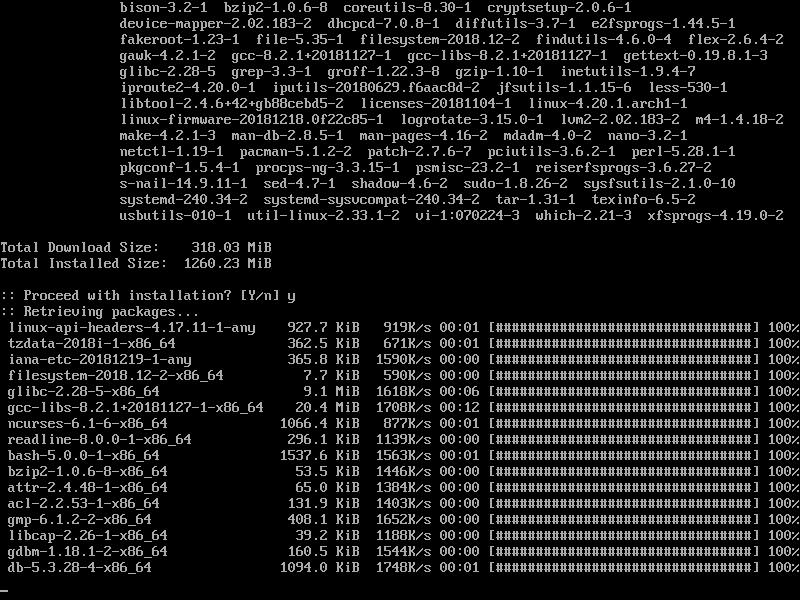 bison-3.2-1  bzip2-1.0.6-8  coreutils-8.30-1  cryptsetup-2.0.6-1
device-mapper-2.02.183-2  dhcpcd-7.0.8-1  diffutils-3.7-1  e2fsprogs-1.44.5-1
fakeroot-1.23-1  file-5.35-1  filesystem-2018.12-2  findutils-4.6.0-4  flex-2.6.4-2
gawk-4.2.1-2  gcc-8.2.1+20181127-1  gcc-libs-8.2.1+20181127-1  gettext-0.19.8.1-3
glibc-2.28-5  grep-3.3-1  groff-1.22.3-8  gzip-1.10-1  inetutils-1.9.4-7
iproute2-4.20.0-1  iputils-20180629.f6aac8d-2  jfsutils-1.1.15-6  less-530-1
libtool-2.4.6+42+gb88cebd5-2  licenses-20181104-1  linux-4.20.1.arch1-1
linux-firmware-20181218.0f22c85-1  logrotate-3.15.0-1  lvm2-2.02.183-2  m4-1.4.18-2
make-4.2.1-3  man-db-2.8.5-1  man-pages-4.16-2  mdadm-4.0-2  nano-3.2-1
netctl-1.19-1  pacman-5.1.2-2  patch-2.7.6-7  pciutils-3.6.2-1  perl-5.28.1-1
pkgconf-1.5.4-1  procps-ng-3.3.15-1  psmisc-23.2-1  reiserfsprogs-3.6.27-2
s-nail-14.9.11-1  sed-4.7-1  shadow-4.6-2  sudo-1.8.26-2  sysfsutils-2.1.0-10
systemd-240.34-2  systemd-sysvcompat-240.34-2  tar-1.31-1  texinfo-6.5-2
usbutils-010-1  util-linux-2.33.1-2  vi-1:070224-3  which-2.21-3  xfsprogs-4.19.0-2
Total Download Size:    318.03 MiB
Total Installed Size:  1260.23 MiB
:: Proceed with installation? [Y/n] y
:: Retrieving packages...
linux-api-headers-4.17.11-1-any    927.7 KiB   919K/s 00:01 [################################] 100%
tzdata-2018i-1-x86_64    362.5 KiB   671K/s 00:01 [################################] 100%
iana-etc-20181219-1-any    365.8 KiB  1590K/s 00:00 [################################] 100%
filesystem-2018.12-2-x86_64    7.7 KiB   590K/s 00:00 [################################] 100%
glibc-2.28-5-x86_64    9.1 MiB  1618K/s 00:06 [################################] 100%
gcc-libs-8.2.1+20181127-1-x86_64    20.4 MiB  1708K/s 00:12 [################################] 100%
ncurses-6.1-6-x86_64    1066.4 KiB   877K/s 00:01 [################################] 100%
readline-8.0.0-1-x86_64    296.1 KiB  1139K/s 00:00 [################################] 100%
bash-5.0.0-1-x86_64    1537.6 KiB  1563K/s 00:01 [################################] 100%
bzip2-1.0.6-8-x86_64    53.5 KiB  1446K/s 00:00 [################################] 100%
attr-2.4.48-1-x86_64    65.0 KiB  1384K/s 00:00 [################################] 100%
acl-2.2.53-1-x86_64    131.9 KiB  1403K/s 00:00 [################################] 100%
gmp-6.1.2-2-x86_64    408.1 KiB  1652K/s 00:00 [################################] 100%
libcap-2.26-1-x86_64    39.2 KiB  1188K/s 00:00 [################################] 100%
gdbm-1.18.1-2-x86_64    160.5 KiB  1544K/s 00:00 [################################] 100%
db-5.3.28-4-x86_64    1094.0 KiB  1748K/s 00:01 [################################] 100%